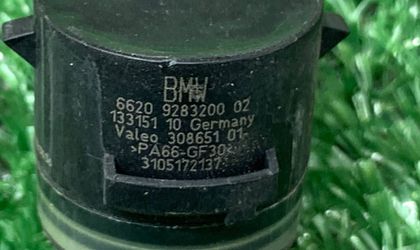 BMW
6620 9283200 02
133151 10 Germany
Valeo 308651 01
>PA66-GF30<
3105172137